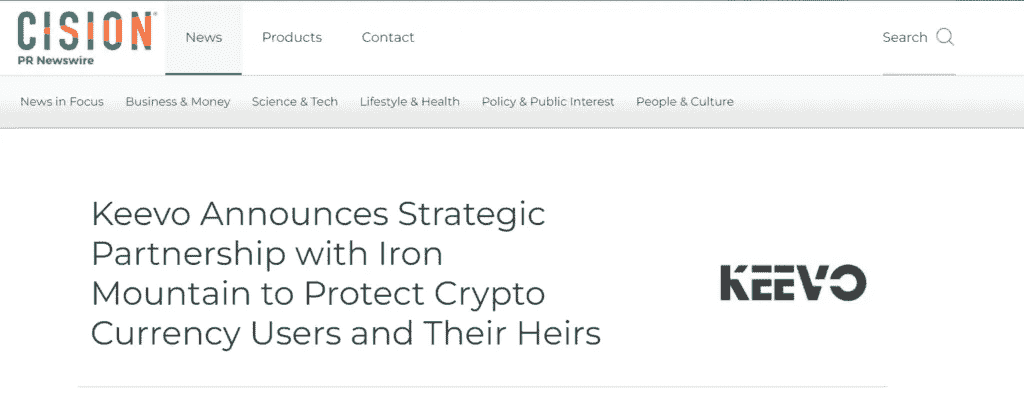 CISION
PR Newswire
News Products Contact Search
News in Focus Business & Money Science & Tech Lifestyle & Health Policy & Public Interest People & Culture
Keevo Announces Strategic
Partnership with Iron
Mountain to Protect Crypto
Currency Users and Their Heirs
KEEVO